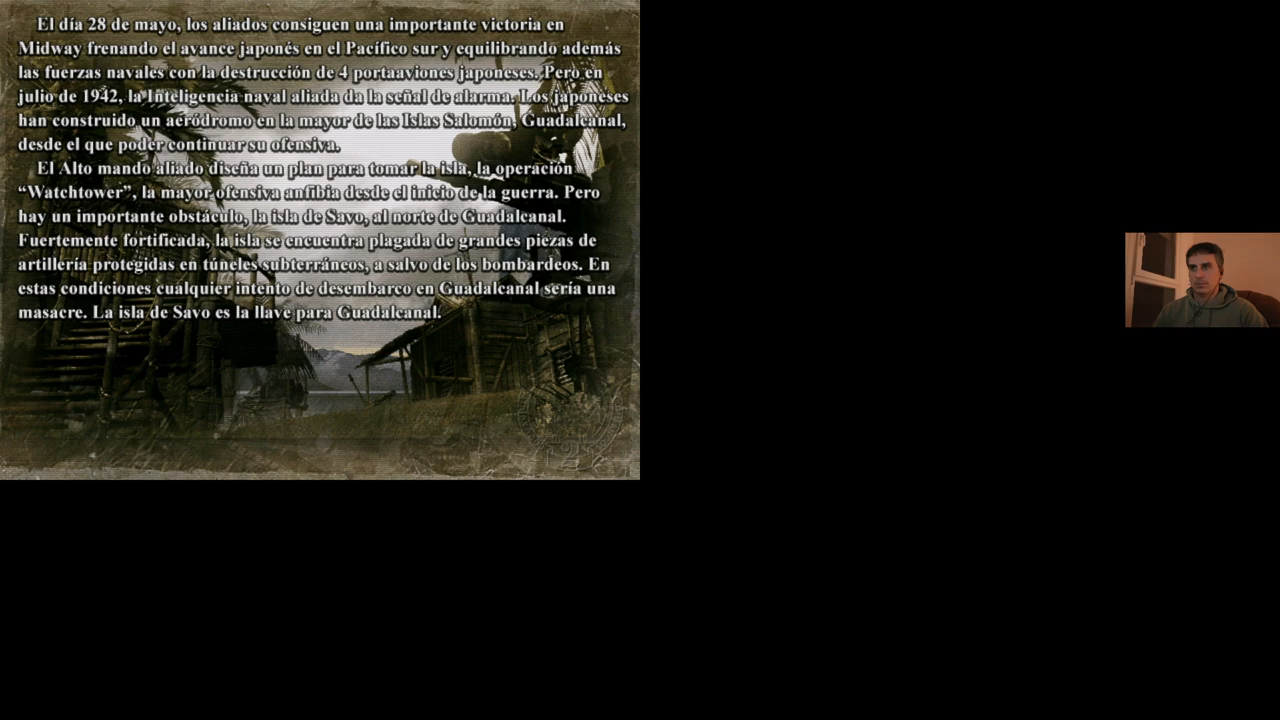 El día 28 de mayo, los aliados consiguen una importante victoria en
Midway frenando el avance japonés en el Pacífico sur y equilibrando además
las fuerzas navales con la destrucción de 4 portaaviones japoneses. Pero en
julio de 1942, la Inteligencia naval aliada da la señal de alarma. Los japoneses
han construido un aeródromo en la mayor de las Islas Salomón, Guadalcanal,
desde el que poder continuar su ofensiva.
El Alto mando aliado diseña un plan para tomar la isla, la operación
“Watchtower”, la mayor ofensiva anfibia desde el inicio de la guerra. Pero
hay un importante obstáculo, la isla de Savo, al norte de Guadalcanal.
Fuertemente fortificada, la isla se encuentra plagada de grandes piezas de
artillería protegidas en túneles subterráneos, a salvo de los bombardeos. En
estas condiciones cualquier intento de desembarco en Guadalcanal sería una
masacre. La isla de Savo es la llave para Guadalcanal.